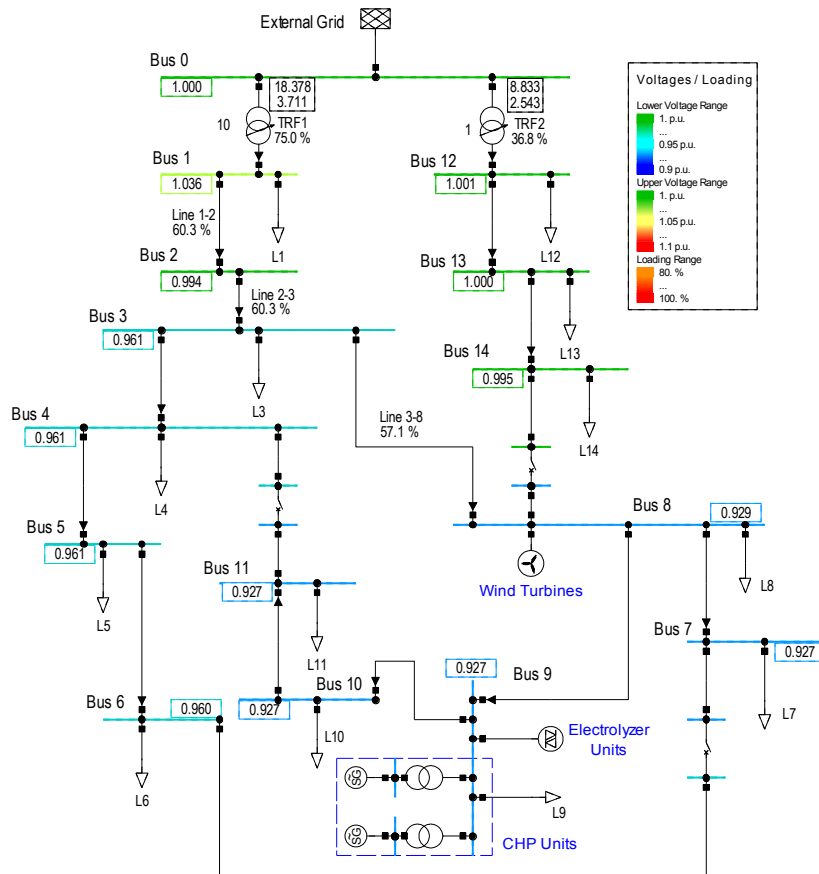 External Grid
Bus 0
1.000
18.378
3.711
8.833
2.543
10
TRF1
75.0 %
1
TRF2
36.8 %
Bus 1
1.036
Bus 12
1.001
Line 1-2
60.3 %
L1
L12
Bus 2
0.994
Bus 13
1.000
Line 2-3
60.3 %
Bus 3
0.961
L3
L13
Bus 14
0.995
Line 3-8
57.1 %
Bus 4
0.961
L4
L14
Bus 5
0.961
L5
Bus 8
0.929
L8
Wind Turbines
Bus 11
0.927
L11
Bus 7
0.927
L7
Bus 6
0.960
L6
Bus 10
0.927
L10
Bus 9
0.927
Electrolyzer
Units
SG
SG
L9
CHP Units
Voltages / Loading
Lower Voltage Range
1. p.u.
...
0.95 p.u.
...
0.9 p.u.
Upper Voltage Range
1. p.u.
...
1.05 p.u.
...
1.1 p.u.
Loading Range
80. %
...
100. %